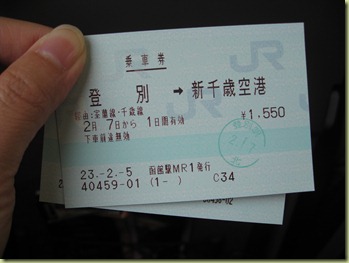 乗車券
登別 → 新千歳空港
経由:室蘭線・千歳線
¥1,550
2月 7日から 1日間有効
下車前途無効
23.-2.-5 函館駅MR1発行
40459-01 (1- ) C34
40459-02
JR